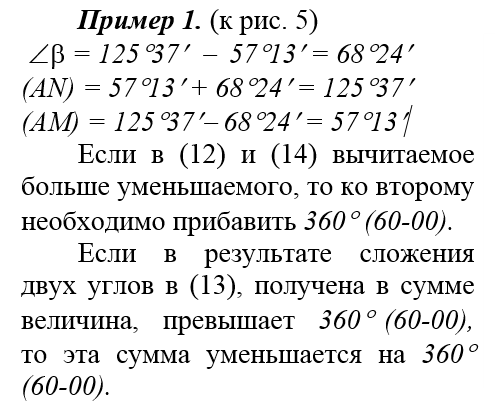 Пример 1. (к рис. 5)
∠β = 125°37′ – 57°13′ = 68°24′
(AN) = 57°13′ + 68°24′ = 125°37′
(AM) = 125°37′– 68°24′ = 57°13′
Если в (12) и (14) вычитаемое
больше уменьшаемого, то ко второму
необходимо прибавить 360° (60-00).
Если в результате сложения
двух углов в (13), получена в сумме
величина, превышает 360° (60-00),
то эта сумма уменьшается на 360°
(60-00).